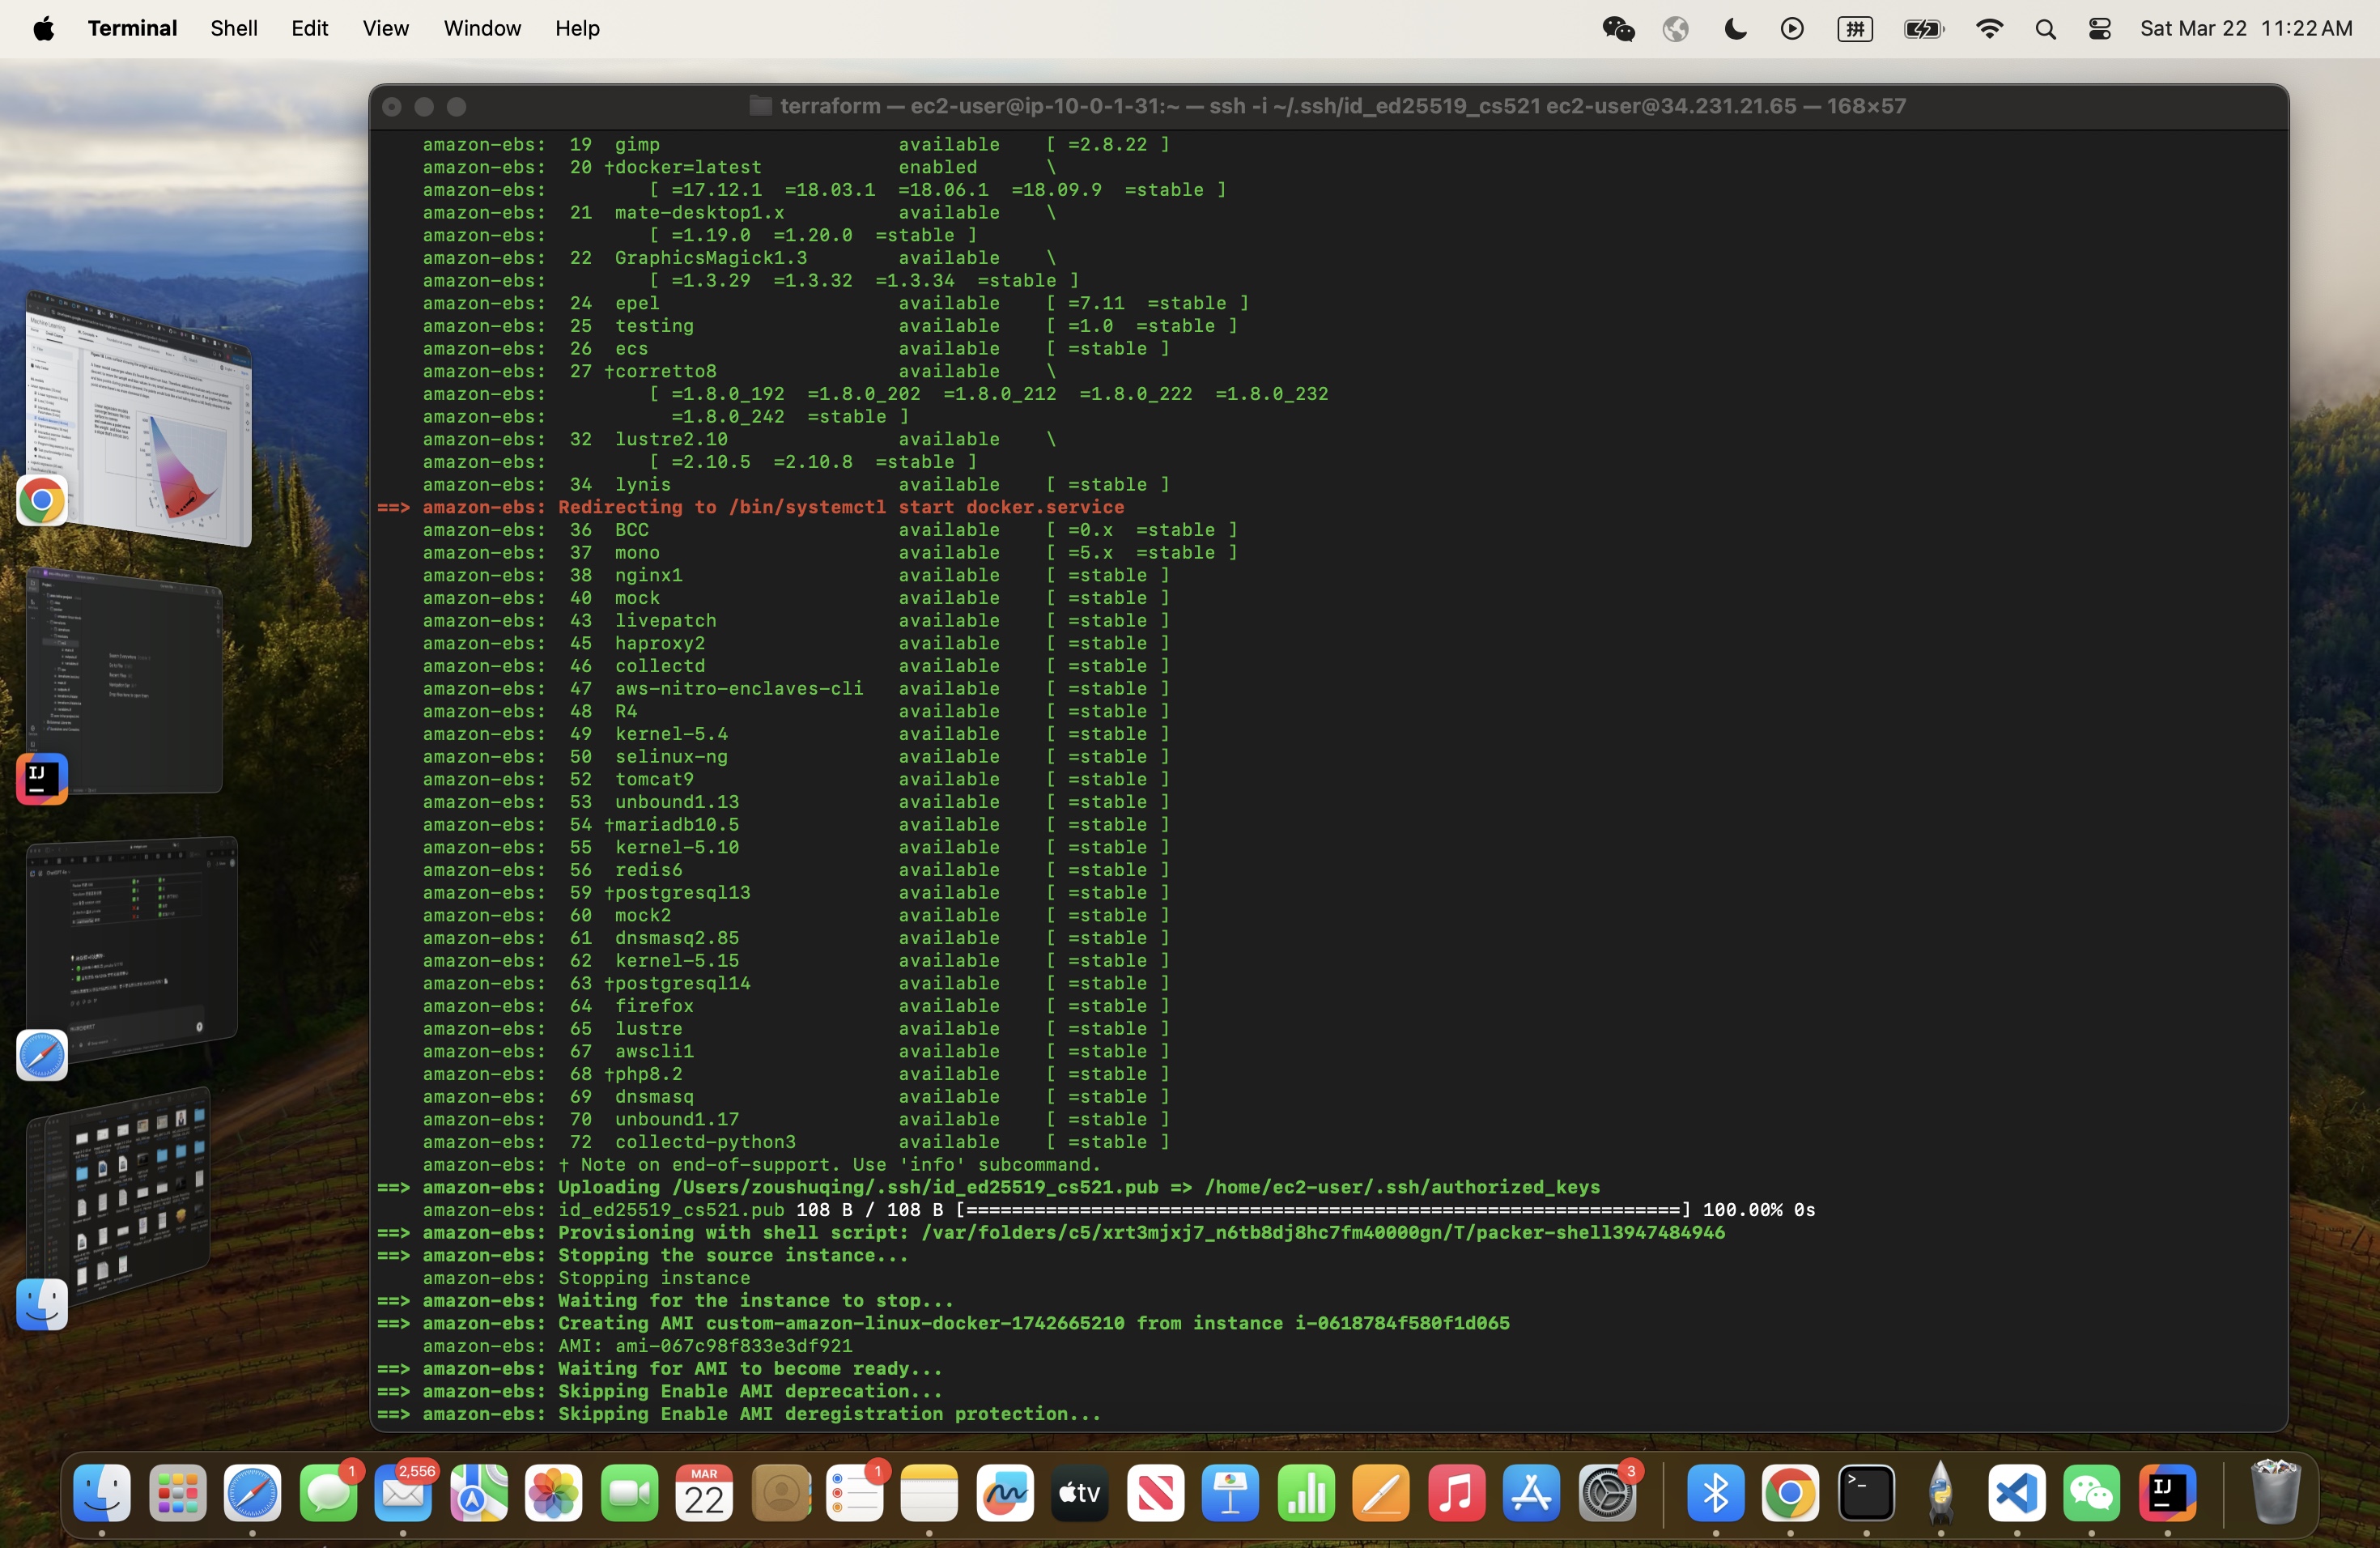 Terminal Shell Edit View Window Help 拼 Sat Mar 22 11:22 AM
terraform — ec2-user@ip-10-0-1-31:~ — ssh -i ~/.ssh/id_ed25519_cs521 ec2-user@34.231.21.65 — 168×57
amazon-ebs: 19 gimp available [ =2.8.22 ]
amazon-ebs: 20 †docker=latest enabled \
amazon-ebs: [ =17.12.1 =18.03.1 =18.06.1 =18.09.9 =stable ]
amazon-ebs: 21 mate-desktop1.x available \
amazon-ebs: [ =1.19.0 =1.20.0 =stable ]
amazon-ebs: 22 GraphicsMagick1.3 available \
amazon-ebs: [ =1.3.29 =1.3.32 =1.3.34 =stable ]
amazon-ebs: 24 epel available [ =7.11 =stable ]
amazon-ebs: 25 testing available [ =1.0 =stable ]
amazon-ebs: 26 ecs available [ =stable ]
amazon-ebs: 27 †corretto8 available \
amazon-ebs: [ =1.8.0_192 =1.8.0_202 =1.8.0_212 =1.8.0_222 =1.8.0_232
amazon-ebs: =1.8.0_242 =stable ]
amazon-ebs: 32 lustre2.10 available \
amazon-ebs: [ =2.10.5 =2.10.8 =stable ]
amazon-ebs: 34 lynis available [ =stable ]
==> amazon-ebs: Redirecting to /bin/systemctl start docker.service
amazon-ebs: 36 BCC available [ =0.x =stable ]
amazon-ebs: 37 mono available [ =5.x =stable ]
amazon-ebs: 38 nginx1 available [ =stable ]
amazon-ebs: 40 mock available [ =stable ]
amazon-ebs: 43 livepatch available [ =stable ]
amazon-ebs: 45 haproxy2 available [ =stable ]
amazon-ebs: 46 collectd available [ =stable ]
amazon-ebs: 47 aws-nitro-enclaves-cli available [ =stable ]
amazon-ebs: 48 R4 available [ =stable ]
amazon-ebs: 49 kernel-5.4 available [ =stable ]
amazon-ebs: 50 selinux-ng available [ =stable ]
amazon-ebs: 52 tomcat9 available [ =stable ]
amazon-ebs: 53 unbound1.13 available [ =stable ]
amazon-ebs: 54 †mariadb10.5 available [ =stable ]
amazon-ebs: 55 kernel-5.10 available [ =stable ]
amazon-ebs: 56 redis6 available [ =stable ]
amazon-ebs: 59 †postgresql13 available [ =stable ]
amazon-ebs: 60 mock2 available [ =stable ]
amazon-ebs: 61 dnsmasq2.85 available [ =stable ]
amazon-ebs: 62 kernel-5.15 available [ =stable ]
amazon-ebs: 63 †postgresql14 available [ =stable ]
amazon-ebs: 64 firefox available [ =stable ]
amazon-ebs: 65 lustre available [ =stable ]
amazon-ebs: 67 awscli1 available [ =stable ]
amazon-ebs: 68 †php8.2 available [ =stable ]
amazon-ebs: 69 dnsmasq available [ =stable ]
amazon-ebs: 70 unbound1.17 available [ =stable ]
amazon-ebs: 72 collectd-python3 available [ =stable ]
amazon-ebs: † Note on end-of-support. Use 'info' subcommand.
==> amazon-ebs: Uploading /Users/zoushuqing/.ssh/id_ed25519_cs521.pub => /home/ec2-user/.ssh/authorized_keys
amazon-ebs: id_ed25519_cs521.pub 108 B / 108 B [===============================================================] 100.00% 0s
==> amazon-ebs: Provisioning with shell script: /var/folders/c5/xrt3mjxj7_n6tb8dj8hc7fm40000gn/T/packer-shell3947484946
==> amazon-ebs: Stopping the source instance...
amazon-ebs: Stopping instance
==> amazon-ebs: Waiting for the instance to stop...
==> amazon-ebs: Creating AMI custom-amazon-linux-docker-1742665210 from instance i-0618784f580f1d065
amazon-ebs: AMI: ami-067c98f833e3df921
==> amazon-ebs: Waiting for AMI to become ready...
==> amazon-ebs: Skipping Enable AMI deprecation...
==> amazon-ebs: Skipping Enable AMI deregistration protection...
IJ
1 2,556 MAR 22 1 tv 3 >_ IJ